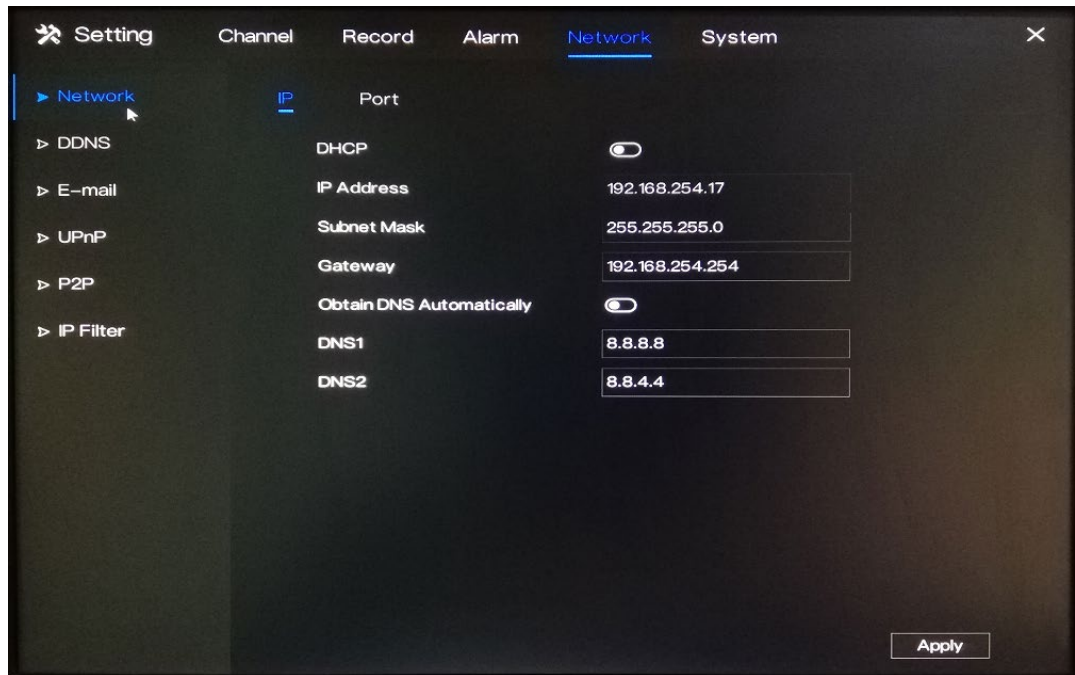 Setting Channel Record Alarm Network System
Network
IP Port
DDNS
DHCP
E-mail
IP Address 192.168.254.17
UPnP
Subnet Mask 255.255.255.0
P2P
Gateway 192.168.254.254
IP Filter
Obtain DNS Automatically
DNS1 8.8.8.8
DNS2 8.8.4.4
Apply